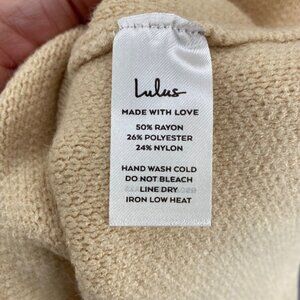 Lulus
MADE WITH LOVE
50% RAYON
26% POLYESTER
24% NYLON
HAND WASH COLD
DO NOT BLEACH
LINE DRY
IRON LOW HEAT